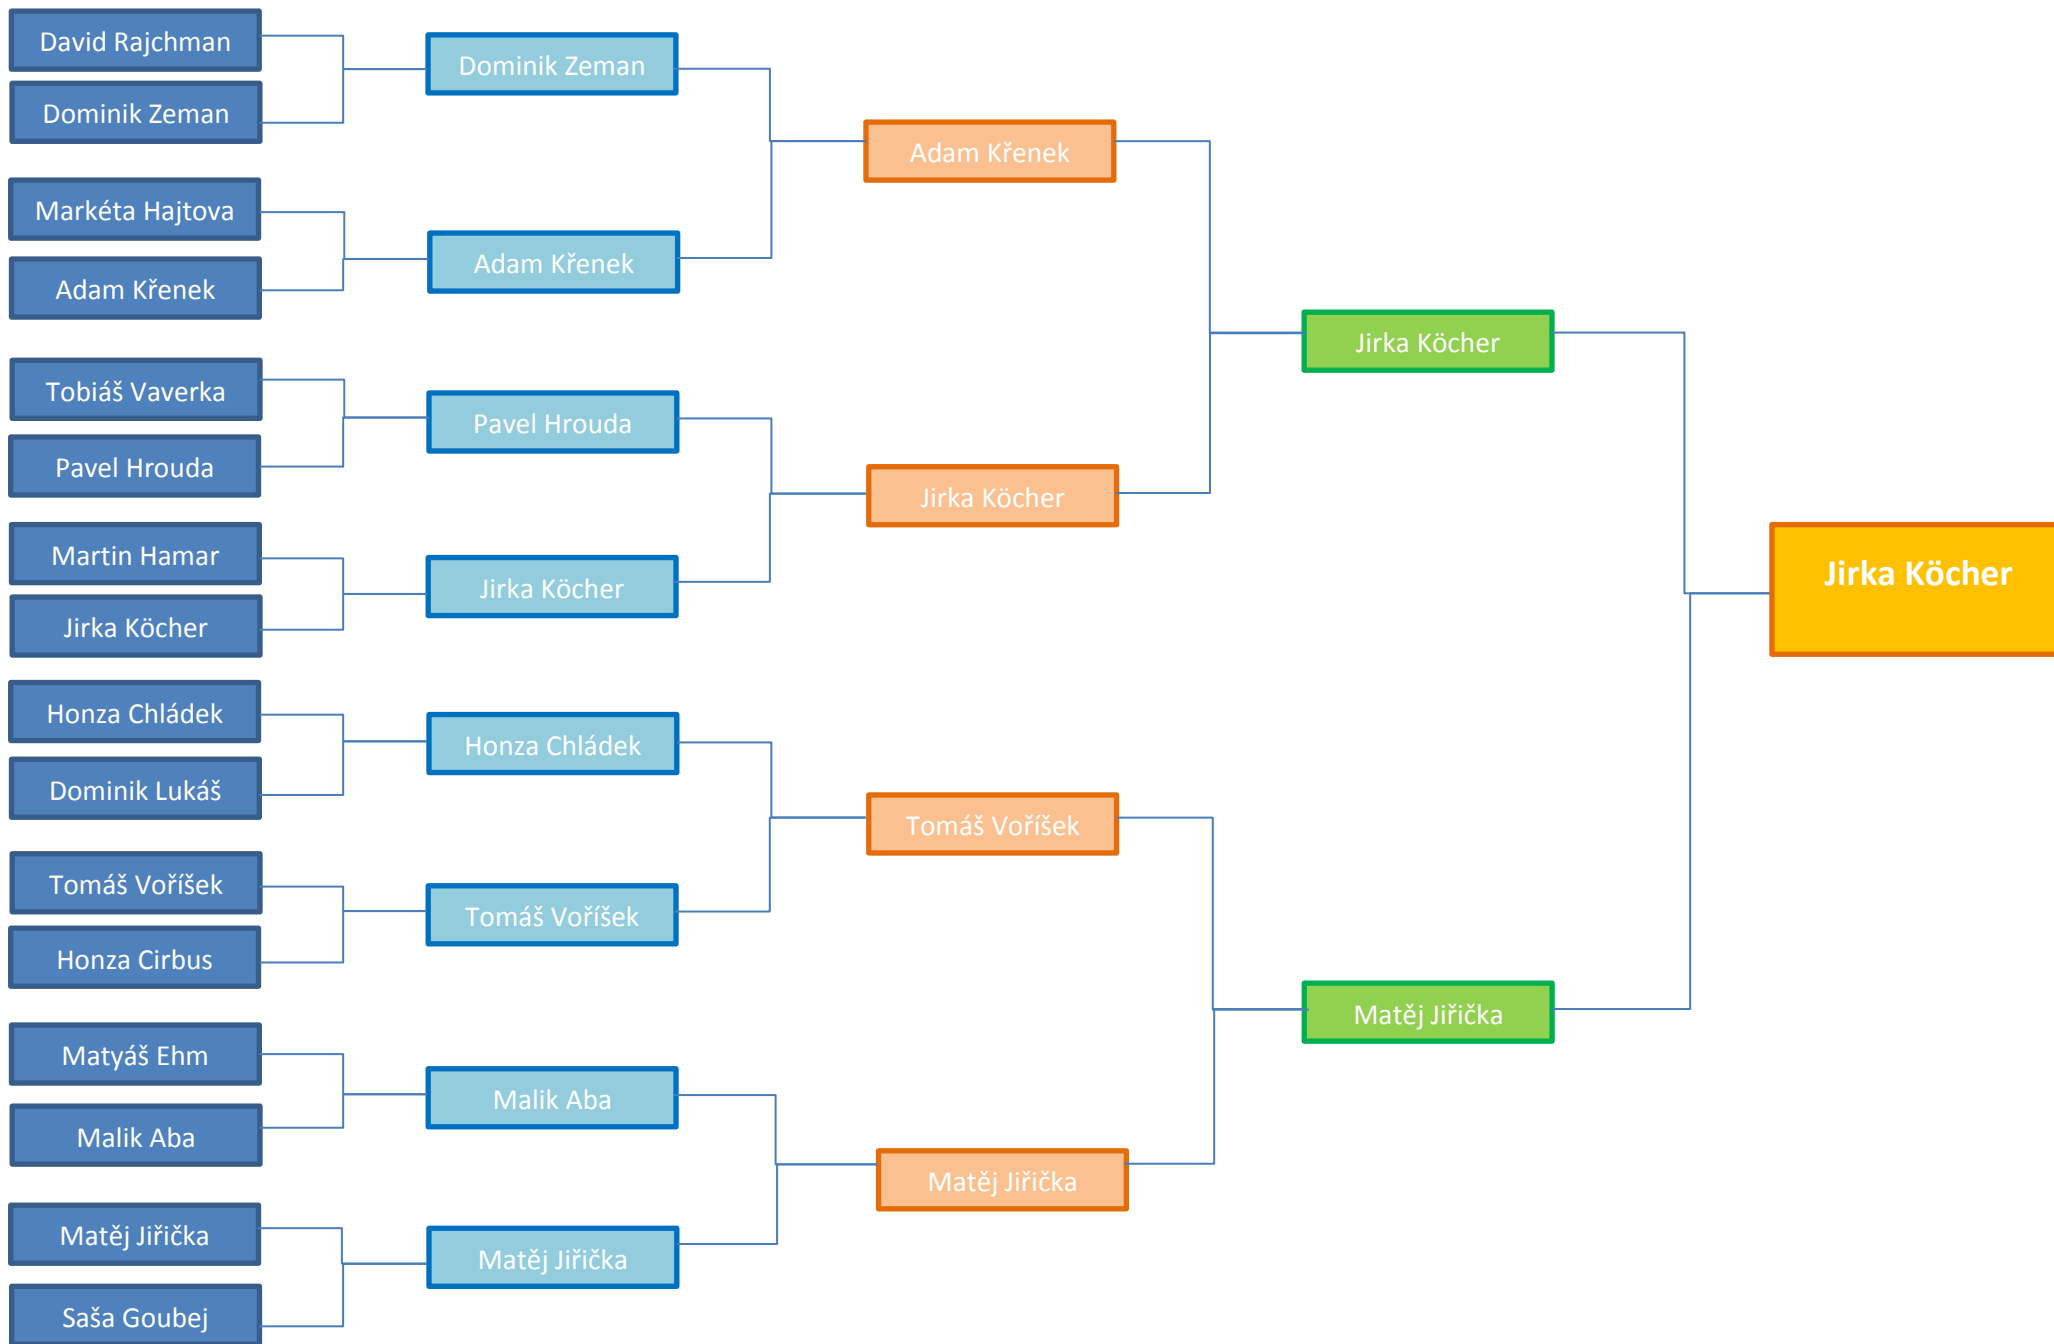 David Rajchman
Dominik Zeman
Markéta Hajtova
Adam Křenek
Tobiáš Vaverka
Pavel Hrouda
Martin Hamar
Jirka Köcher
Honza Chládek
Dominik Lukáš
Tomáš Voříšek
Honza Cirbus
Matyáš Ehm
Malik Aba
Matěj Jiřička
Saša Goubej
Dominik Zeman
Adam Křenek
Pavel Hrouda
Jirka Köcher
Honza Chládek
Tomáš Voříšek
Malik Aba
Matěj Jiřička
Adam Křenek
Jirka Köcher
Tomáš Voříšek
Matěj Jiřička
Jirka Köcher
Matěj Jiřička
Jirka Köcher